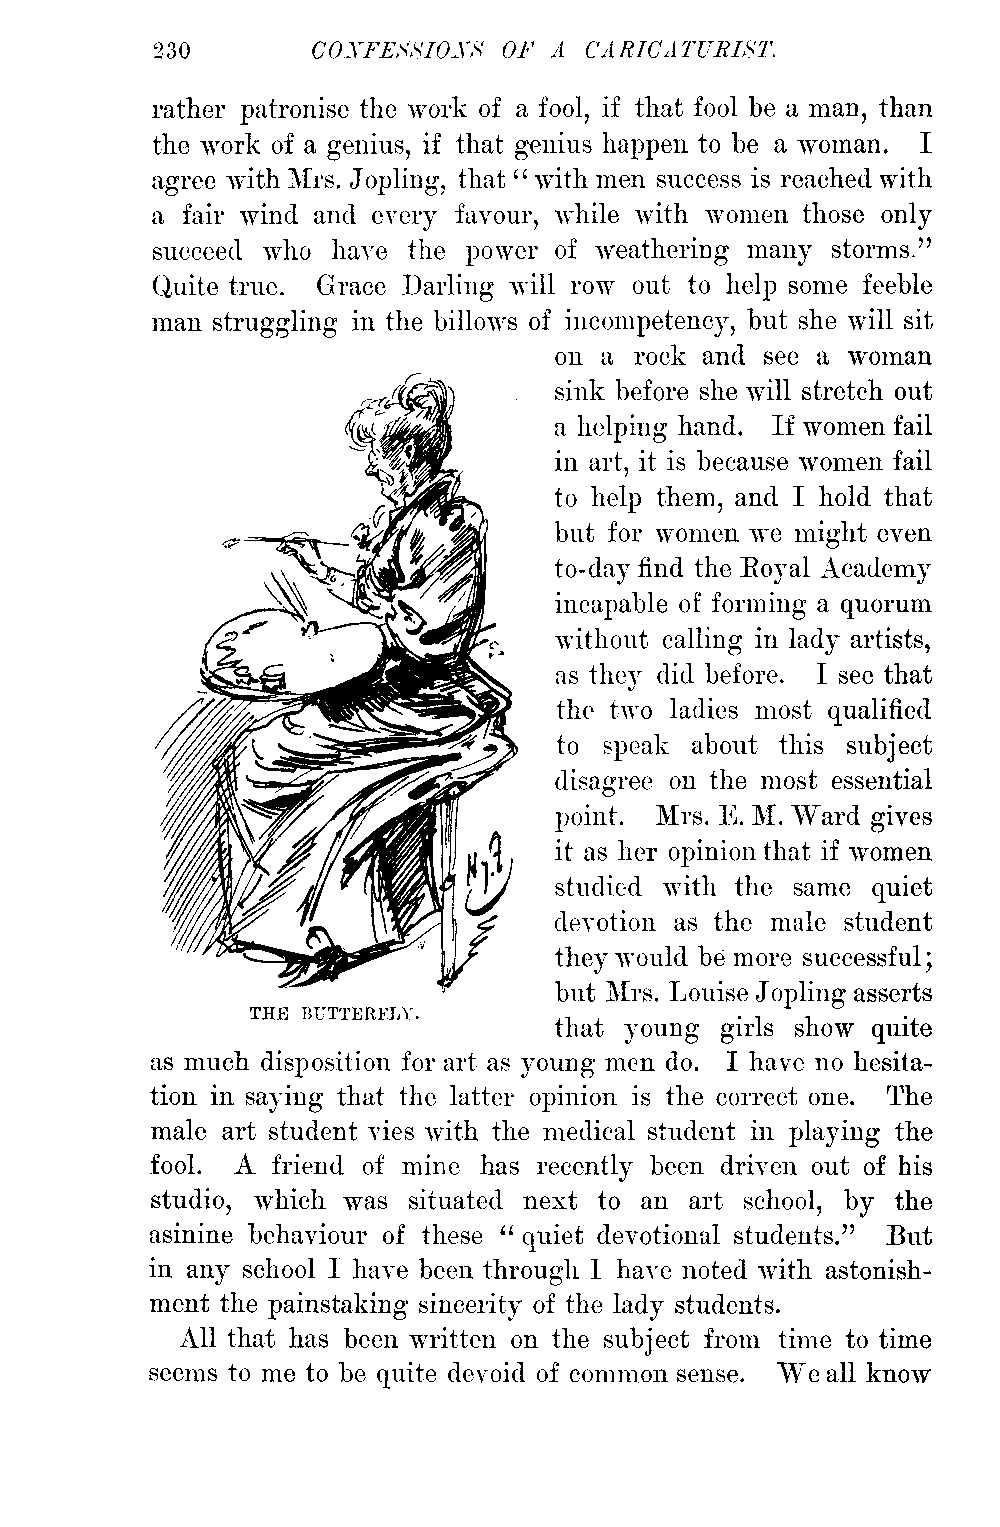 230 CONFESSIONS OF A CARICATURIST.
rather patronise the work of a fool, if that fool be a man, than
the work of a genius, if that genius happen to be a woman. I
agree with Mrs. Jopling, that “with men success is reached with
a fair wind and every favour, while with women those only
succeed who have the power of weathering many storms.”
Quite true. Grace Darling will row out to help some feeble
man struggling in the billows of incompetency, but she will sit
on a rock and see a woman
sink before she will stretch out
a helping hand. If women fail
in art, it is because women fail
to help them, and I hold that
but for women we might even
to-day find the Royal Academy
incapable of forming a quorum
without calling in lady artists,
as they did before. I see that
the two ladies most qualified
to speak about this subject
disagree on the most essential
point. Mrs. E. M. Ward gives
it as her opinion that if women
studied with the same quiet
devotion as the male student
they would be more successful;
but Mrs. Louise Jopling asserts
that young girls show quite
Hy.F
THE BUTTERFLY.
as much disposition for art as young men do. I have no hesita-
tion in saying that the latter opinion is the correct one. The
male art student vies with the medical student in playing the
fool. A friend of mine has recently been driven out of his
studio, which was situated next to an art school, by the
asinine behaviour of these “quiet devotional students.” But
in any school I have been through I have noted with astonish-
ment the painstaking sincerity of the lady students.
All that has been written on the subject from time to time
seems to me to be quite devoid of common sense. We all know